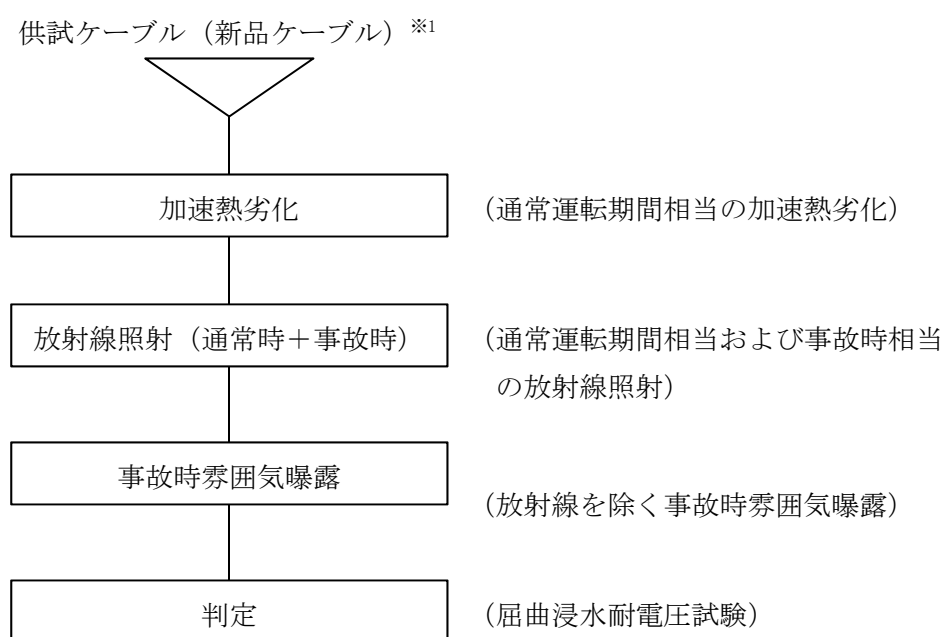 供試ケーブル（新品ケーブル）※1
加速熱劣化
（通常運転期間相当の加速熱劣化）
放射線照射（通常時＋事故時）
（通常運転期間相当および事故時相当
の放射線照射）
事故時雰囲気曝露
（放射線を除く事故時雰囲気曝露）
判定
（屈曲浸水耐電圧試験）